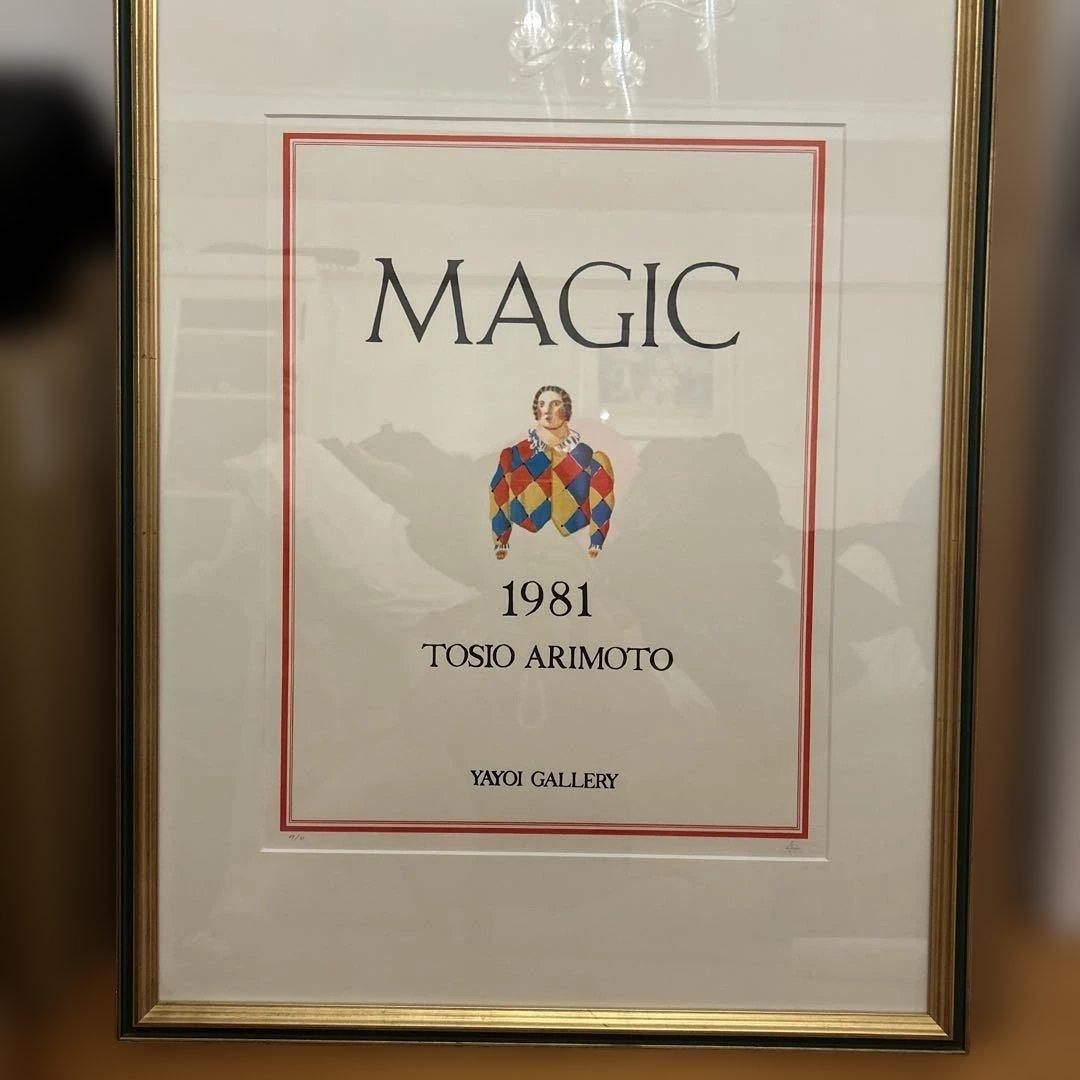 MAGIC
1981
TOSIO ARIMOTO
YAYOI GALLERY